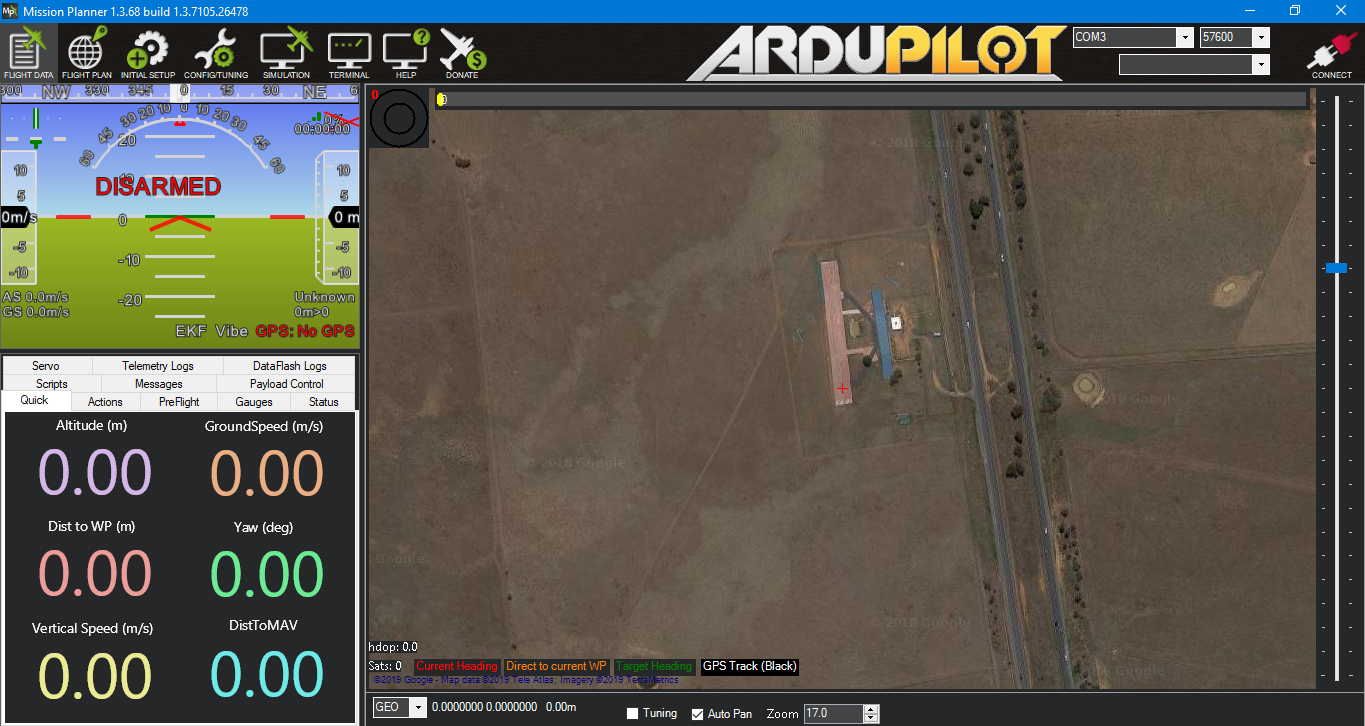 Mission Planner 1.3.68 build 1.3.7105.26478
FLIGHT DATA FLIGHT PLAN INITIAL SETUP CONFIG/TUNING SIMULATION TERMINAL HELP DONATE
ARDUPILOT
COM3 57600
CONNECT
300 NW 330 345 0 15 30 NE 6
60 45 30 20 10 0 10 20 30 45 60
0%
00:00:00
20
10 10
DISARMED
5 5
0m/s 0 0 m
-5 -5
-10
-10 -10
AS 0.0m/s -20 Unknown
GS 0.0m/s 0m>0
EKF Vibe GPS: No GPS
Servo Telemetry Logs DataFlash Logs
Scripts Messages Payload Control
Quick Actions PreFlight Gauges Status
Altitude (m) GroundSpeed (m/s)
0.00 0.00
Dist to WP (m) Yaw (deg)
0.00 0.00
Vertical Speed (m/s) DistToMAV
0.00 0.00
0
© 2018 Google
© 2018 Google
© 2018 Google
Google
© 2018 Google
hdop: 0.0
Sats: 0 Current Heading Direct to current WP Target Heading GPS Track (Black)
©2019 Google - Map data ©2019 Tele Atlas, Imagery ©2019 TerraMetrics
GEO 0.0000000 0.0000000 0.00m
Tuning Auto Pan Zoom 17.0